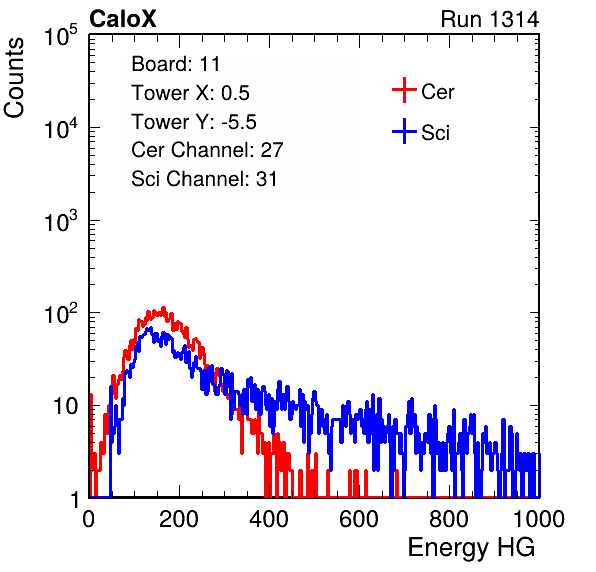 CaloX Run 1314
Counts
10^5
10^4
10^3
10^2
10
1
Board: 11
Tower X: 0.5
Tower Y: -5.5
Cer Channel: 27
Sci Channel: 31
Cer
Sci
0 200 400 600 800 1000
Energy HG